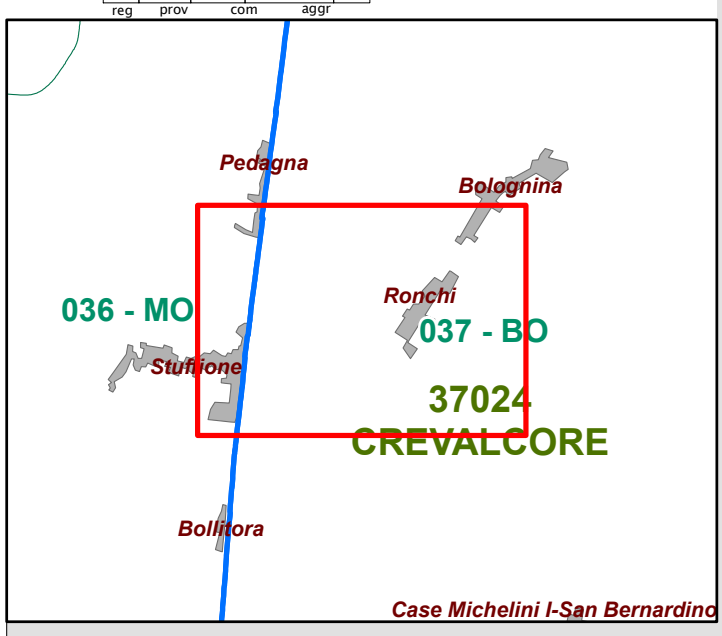 reg prov com aggr
Pedagna
Bolognina
Ronchi
036 - MO
037 - BO
Stuffione
37024
CREVALCORE
Bollitora
Case Michelini I-San Bernardino